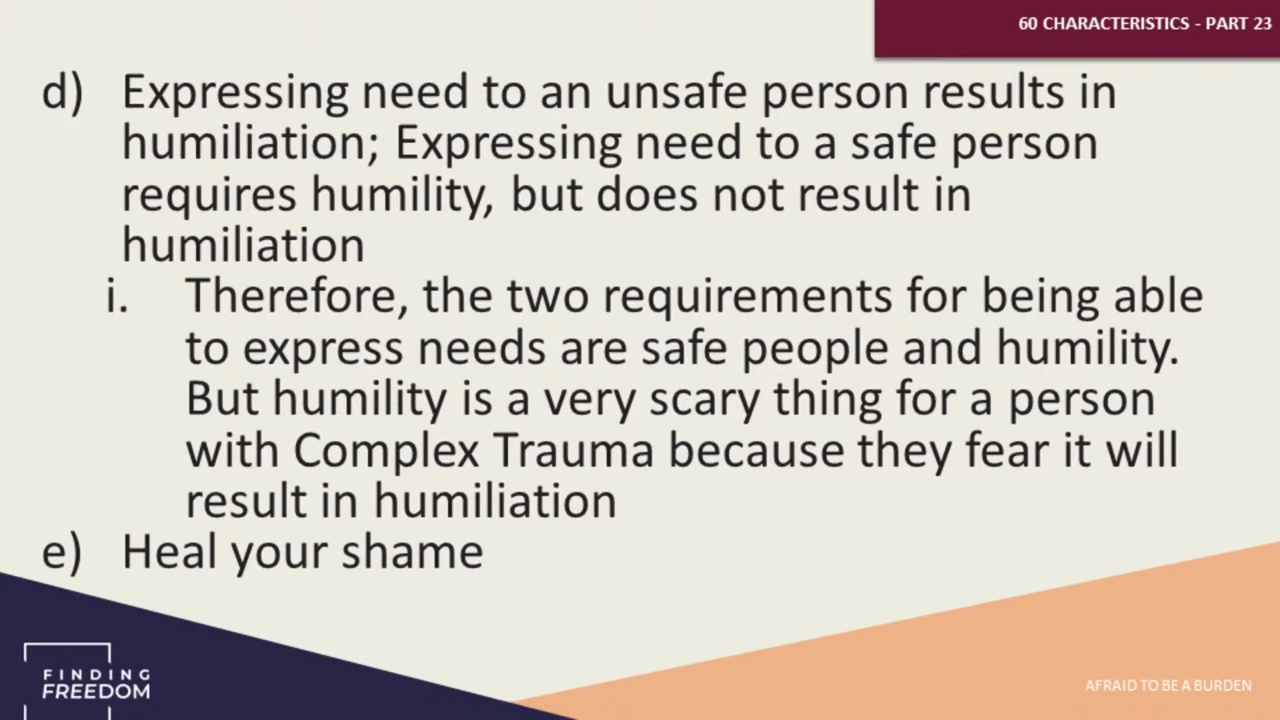 60 CHARACTERISTICS - PART 23
d) Expressing need to an unsafe person results in
humiliation; Expressing need to a safe person
requires humility, but does not result in
humiliation
i. Therefore, the two requirements for being able
to express needs are safe people and humility.
But humility is a very scary thing for a person
with Complex Trauma because they fear it will
result in humiliation
e) Heal your shame
FINDING
FREEDOM
AFRAID TO BE A BURDEN